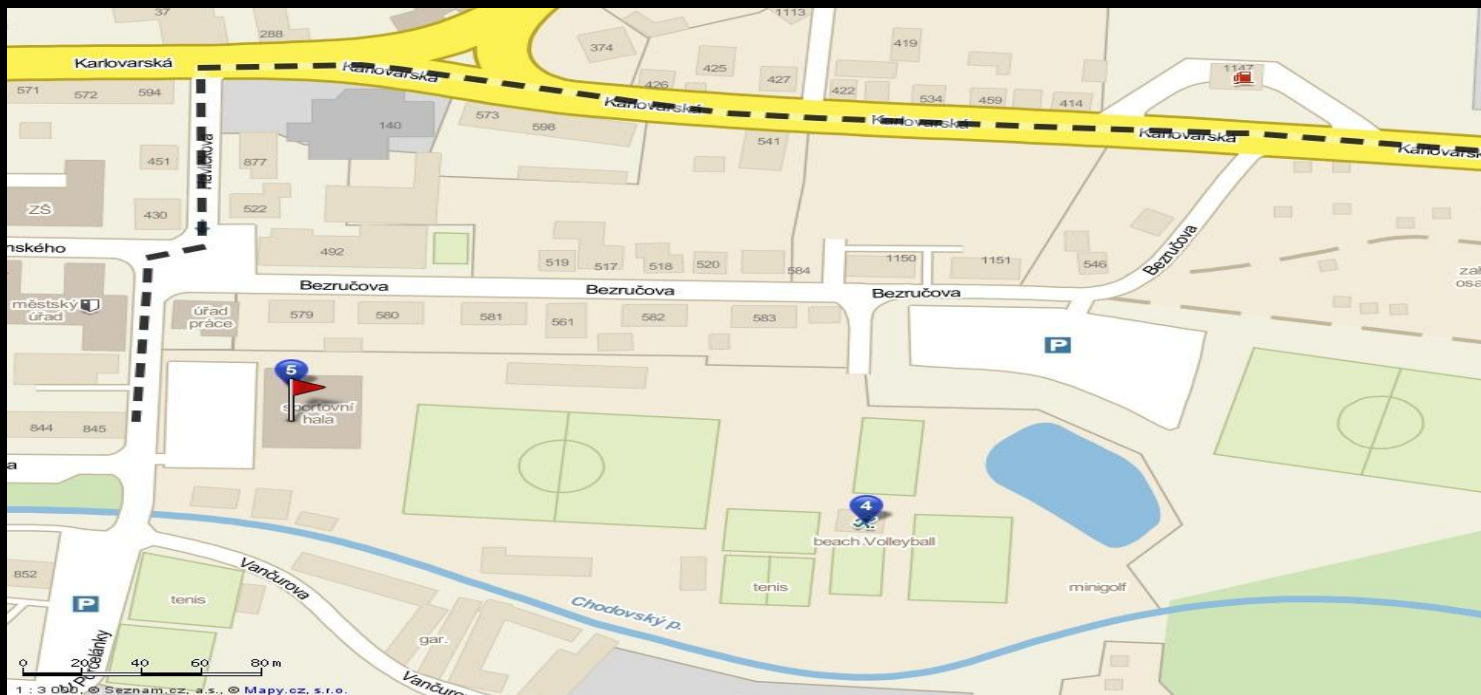 37
288
1113
374
419
Karlovarská
Karlovarská
425
426
427
422
534
459
414
1147
571
572
594
Karlovarská
Karlovarská
Karlovarská
573
598
140
541
451
877
Havlíčkova
ZŠ
430
522
nského
492
519
517
518
520
584
1150
1151
546
Bezručova
Bezručova
Bezručova
Bezručova
městský
úřad
úřad
práce
579
580
581
561
582
583
P
5
sportovní
hala
844
845
a
4
beach Volleyball
852
P
tenis
Vančurova
tenis
minigolf
Chodovský p.
gar.
Vančurova
0 20 40 60 80 m
1 : 3 000, © Seznam.cz, a.s., © Mapy.cz, s.r.o.